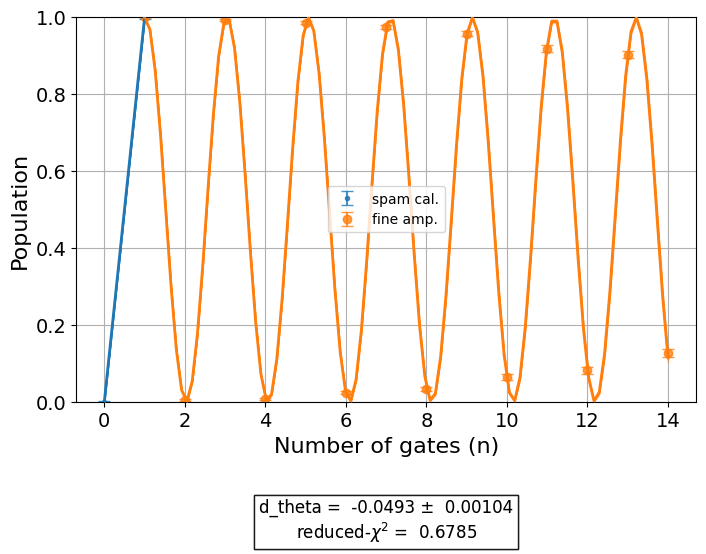 1.0
0.8
0.6
0.4
0.2
0.0
Population
spam cal.
fine amp.
0 2 4 6 8 10 12 14
Number of gates (n)
d_theta = -0.0493 ± 0.00104
reduced-χ² = 0.6785